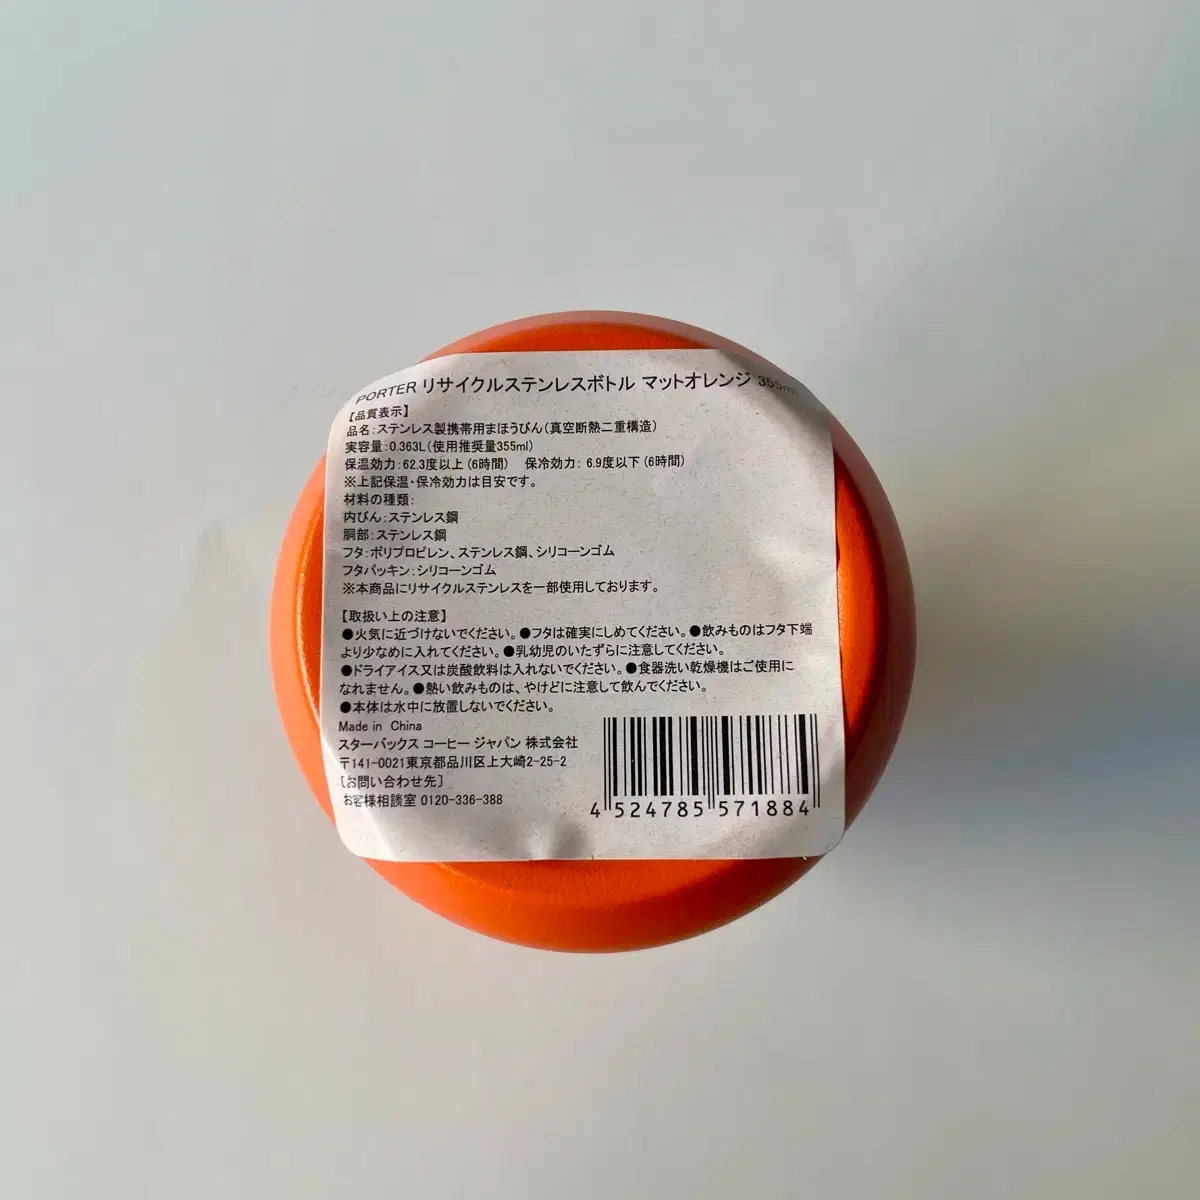 PORTER リサイクルステンレスボトル マットオレンジ 355ml
【品質表示】
品名：ステンレス製携帯用まほうびん（真空断熱二重構造）
実容量：0.363L（使用推奨量355ml）
保温効力：62.3度以上（6時間） 保冷効力：6.9度以下（6時間）
※上記保温・保冷効力は目安です。
材料の種類：
内びん：ステンレス鋼
胴部：ステンレス鋼
フタ：ポリプロピレン、ステンレス鋼、シリコーンゴム
フタパッキン：シリコーンゴム
※本商品にリサイクルステンレスを一部使用しております。
【取扱い上の注意】
●火気に近づけないでください。●フタは確実にしめてください。●飲みものはフタ下端
より少なめに入れてください。●乳幼児のいたずらに注意してください。
●ドライアイス又は炭酸飲料は入れないでください。●食器洗い乾燥機はご使用に
なれません。●熱い飲みものは、やけどに注意して飲んでください。
●本体は水中に放置しないでください。
Made in China
スターバックス コーヒー ジャパン 株式会社
〒141-0021東京都品川区上大崎2-25-2
〔お問い合わせ先〕
お客様相談室 0120-336-388
4 524785 571884